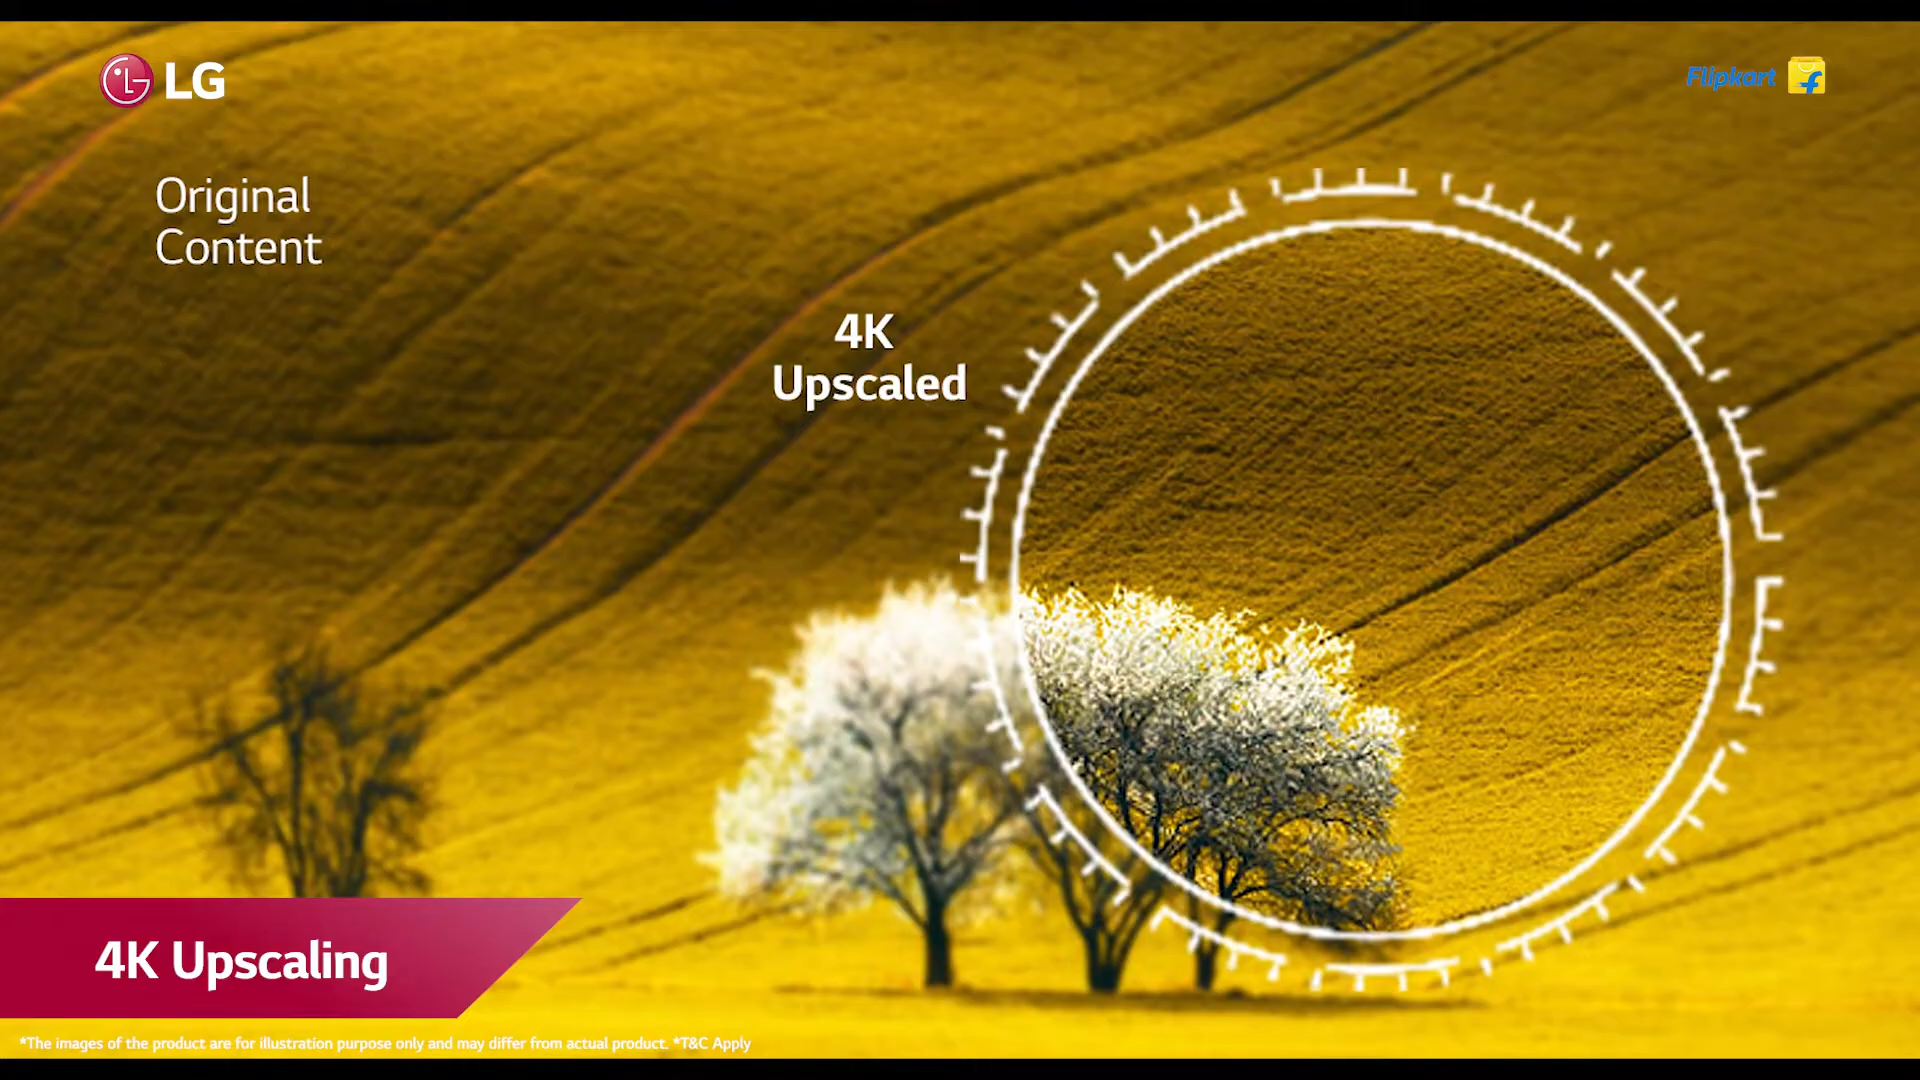 LG
Flipkart
Original
Content
4K
Upscaled
4K Upscaling
*The images of the product are for illustration purpose only and may differ from actual product. *T&C Apply